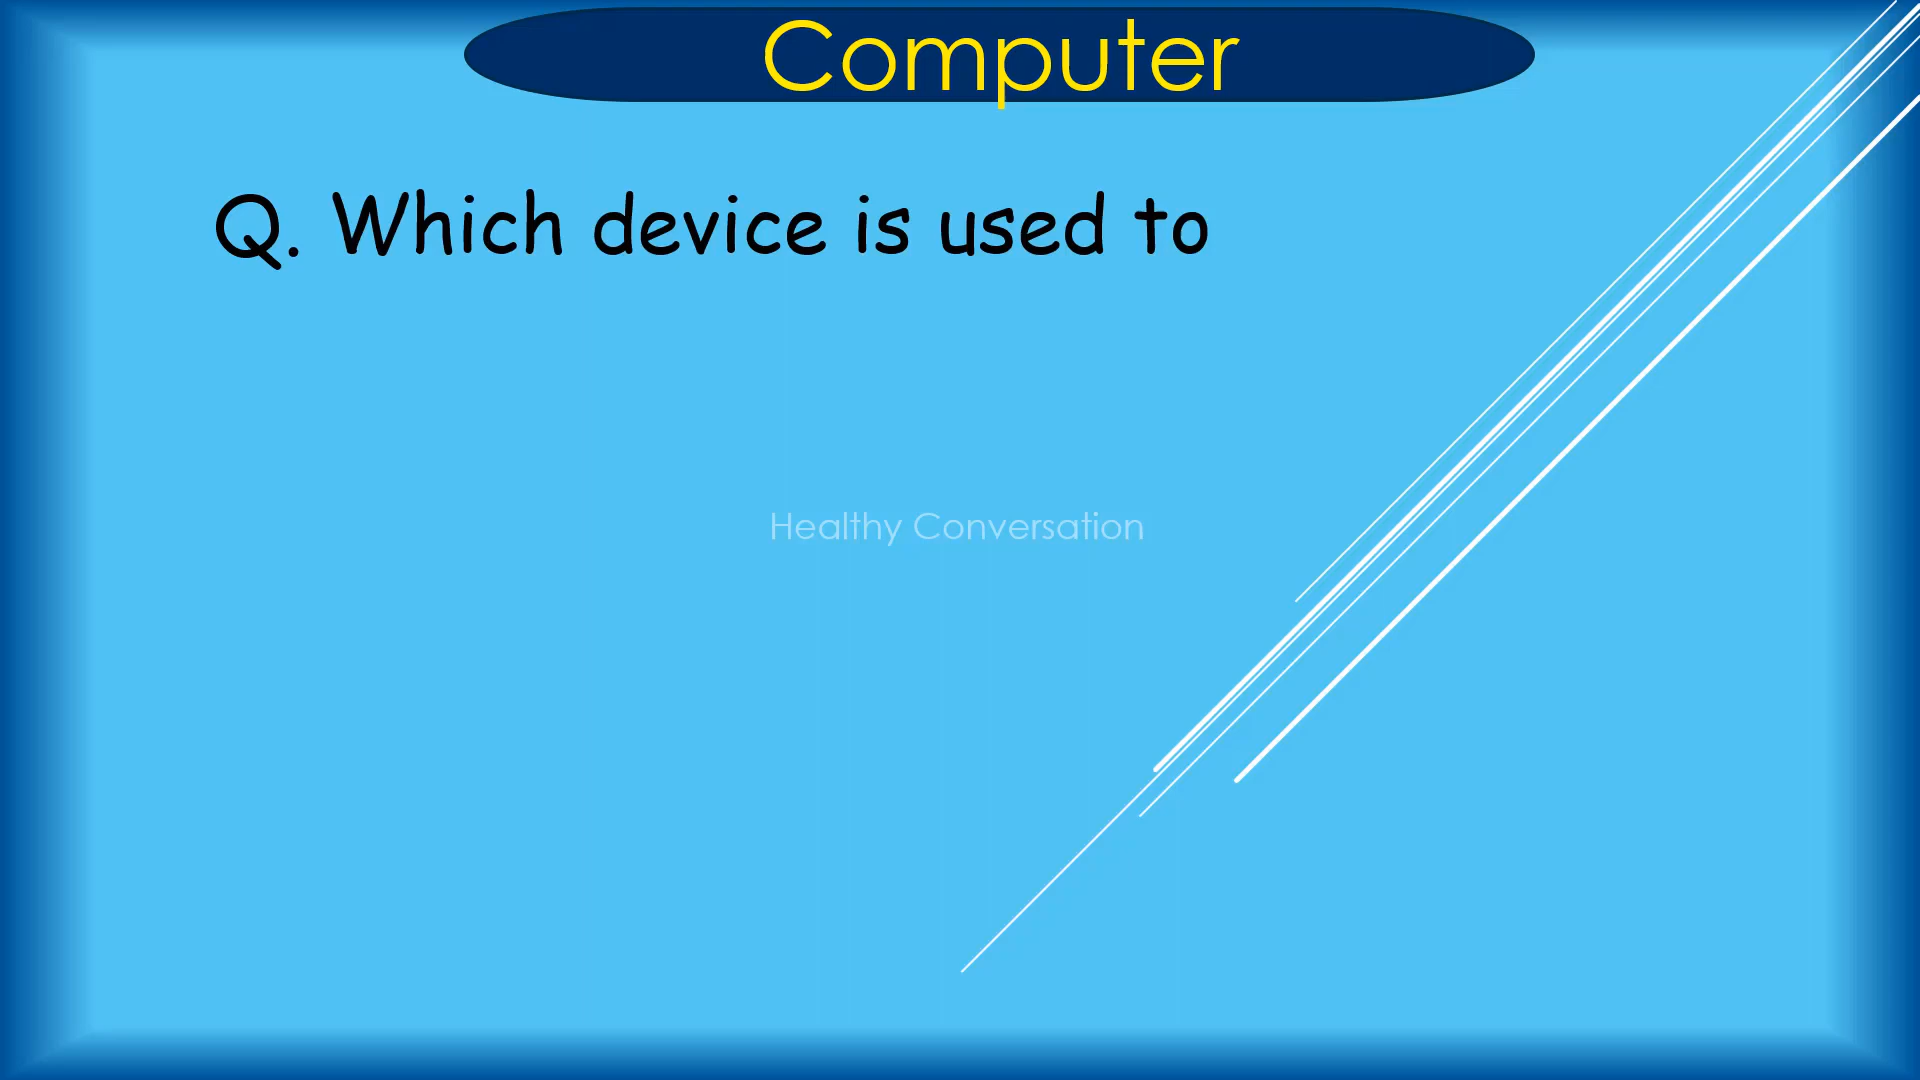 Computer
Q. Which device is used to
Healthy Conversation